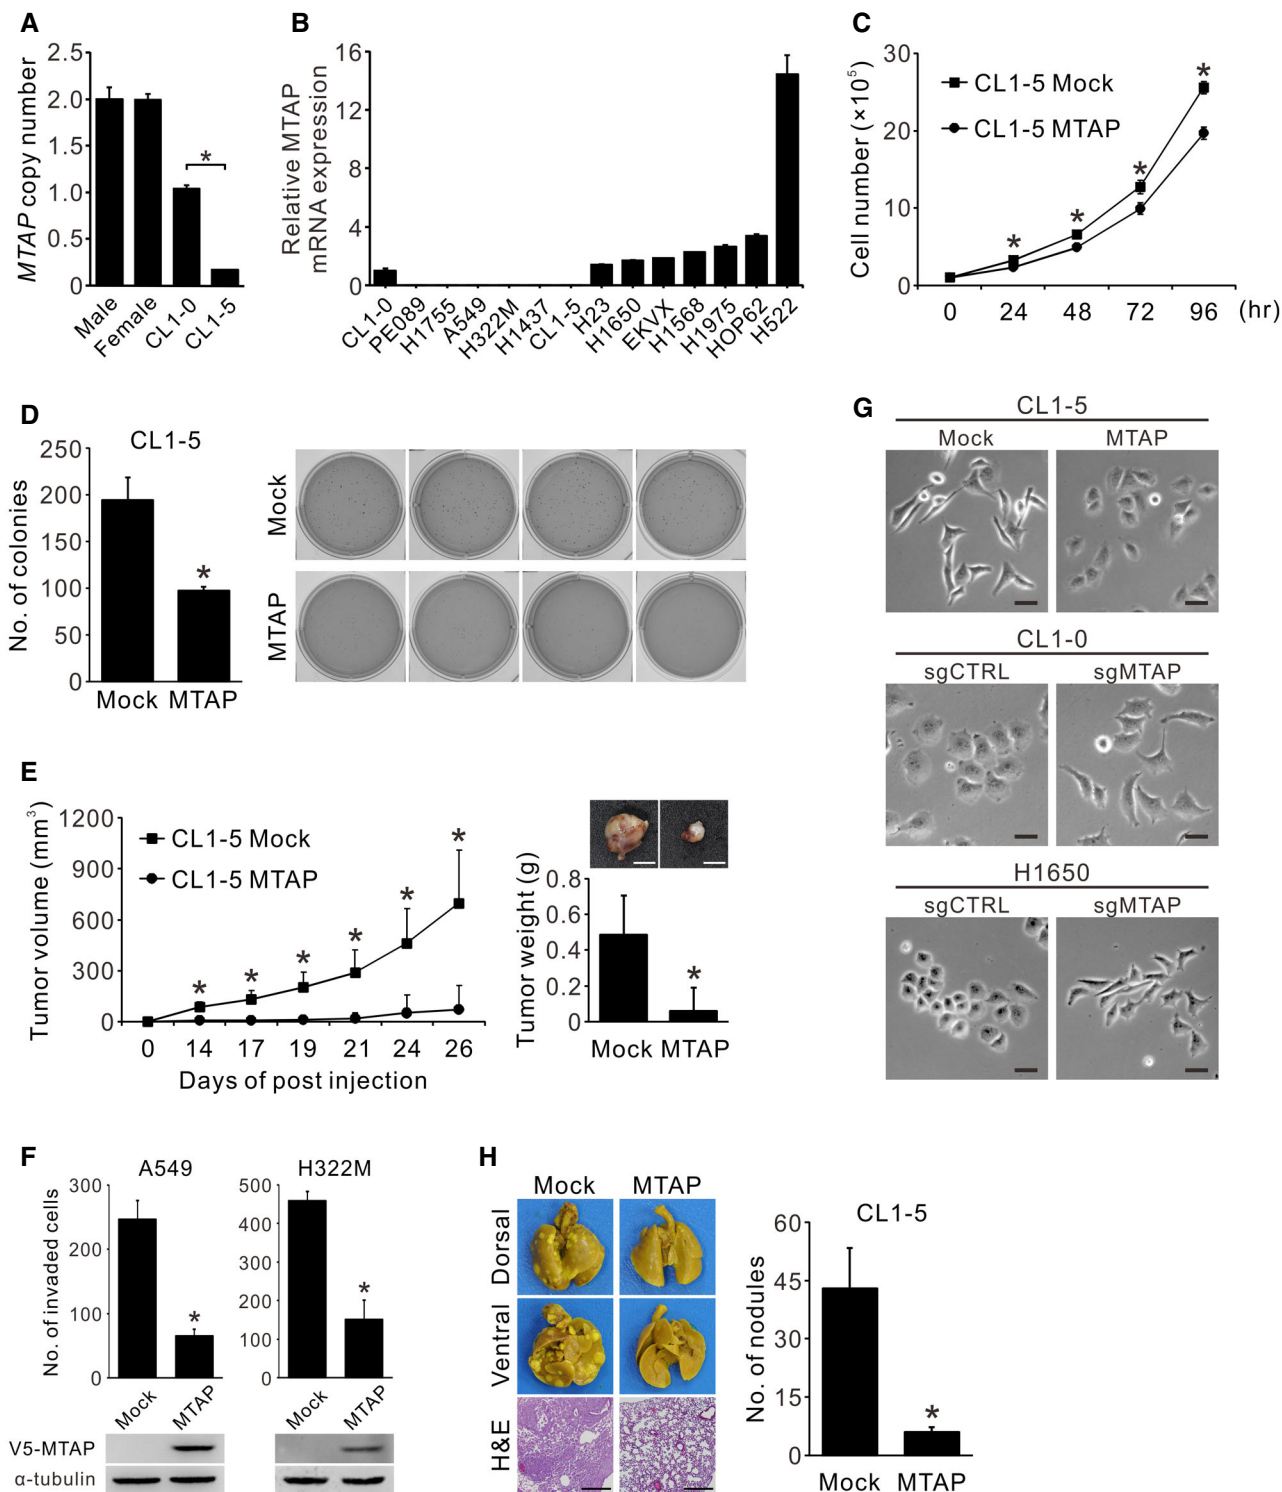 A
MTAP copy number
2.5
2.0
1.5
1.0
0.5
0
*
Male
Female
CL1-0
CL1-5
B
Relative MTAP
mRNA expression
16
12
8
4
0
CL1-0
PE089
H1755
A549
H322M
H1437
CL1-5
H23
H1650
EKVX
H1568
H1975
HOP62
H522
C
Cell number (×10⁵)
30
20
10
0
CL1-5 Mock
CL1-5 MTAP
* * * *
0 24 48 72 96 (hr)
D
CL1-5
No. of colonies
250
200
150
100
50
0
*
Mock MTAP
Mock
MTAP
E
Tumor volume (mm³)
1200
900
600
300
0
CL1-5 Mock
CL1-5 MTAP
* * * * * *
0 14 17 19 21 24 26
Days of post injection
Tumor weight (g)
0.8
0.6
0.4
0.2
0
*
Mock MTAP
F
No. of invaded cells
A549
300
200
100
0
*
Mock
MTAP
H322M
500
400
300
200
100
0
*
Mock
MTAP
V5-MTAP
α-tubulin
G
CL1-5
Mock MTAP
CL1-0
sgCTRL sgMTAP
H1650
sgCTRL sgMTAP
H
Mock MTAP
Dorsal
Ventral
H&E
CL1-5
No. of nodules
60
45
30
15
0
*
Mock MTAP